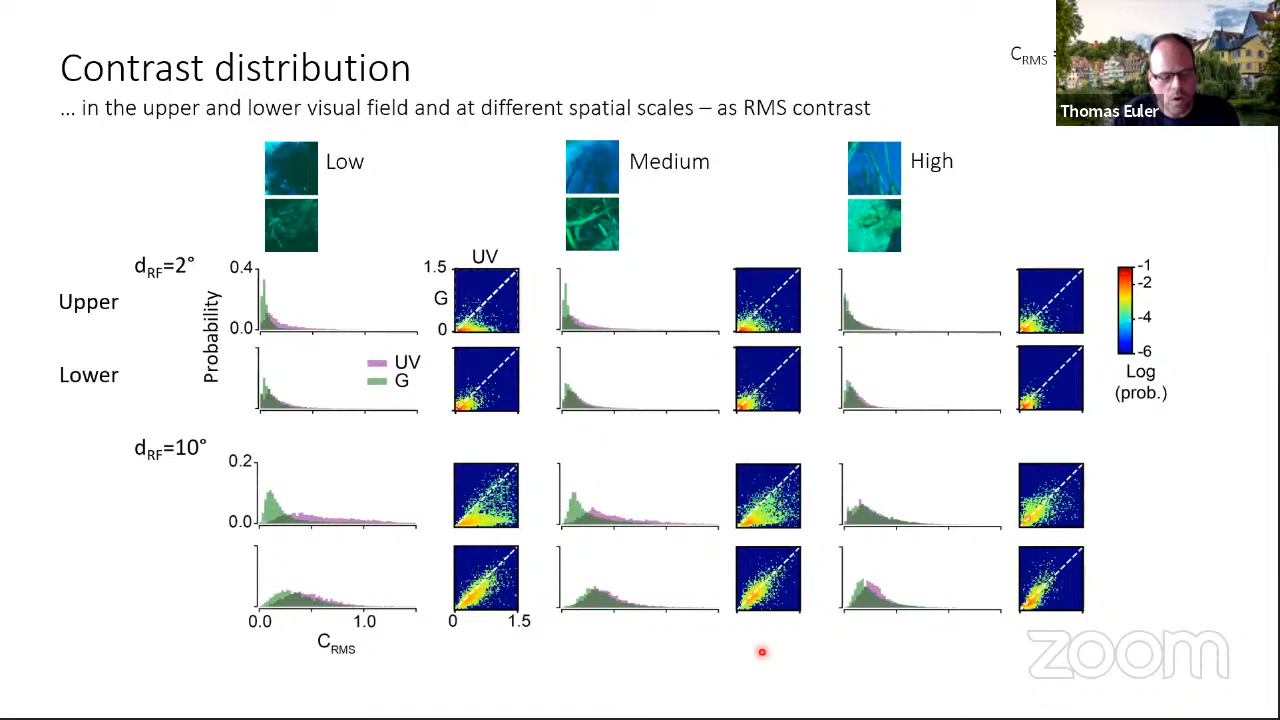 Contrast distribution
… in the upper and lower visual field and at different spatial scales – as RMS contrast
C_RMS =
Thomas Euler
Low
Medium
High
d_RF=2°
Upper
Lower
Probability
0.4
0.0
UV
G
1.5
UV
G
0
-1
-2
-4
-6
Log
(prob.)
d_RF=10°
0.2
0.0
0.0
1.0
C_RMS
0
1.5
zoom